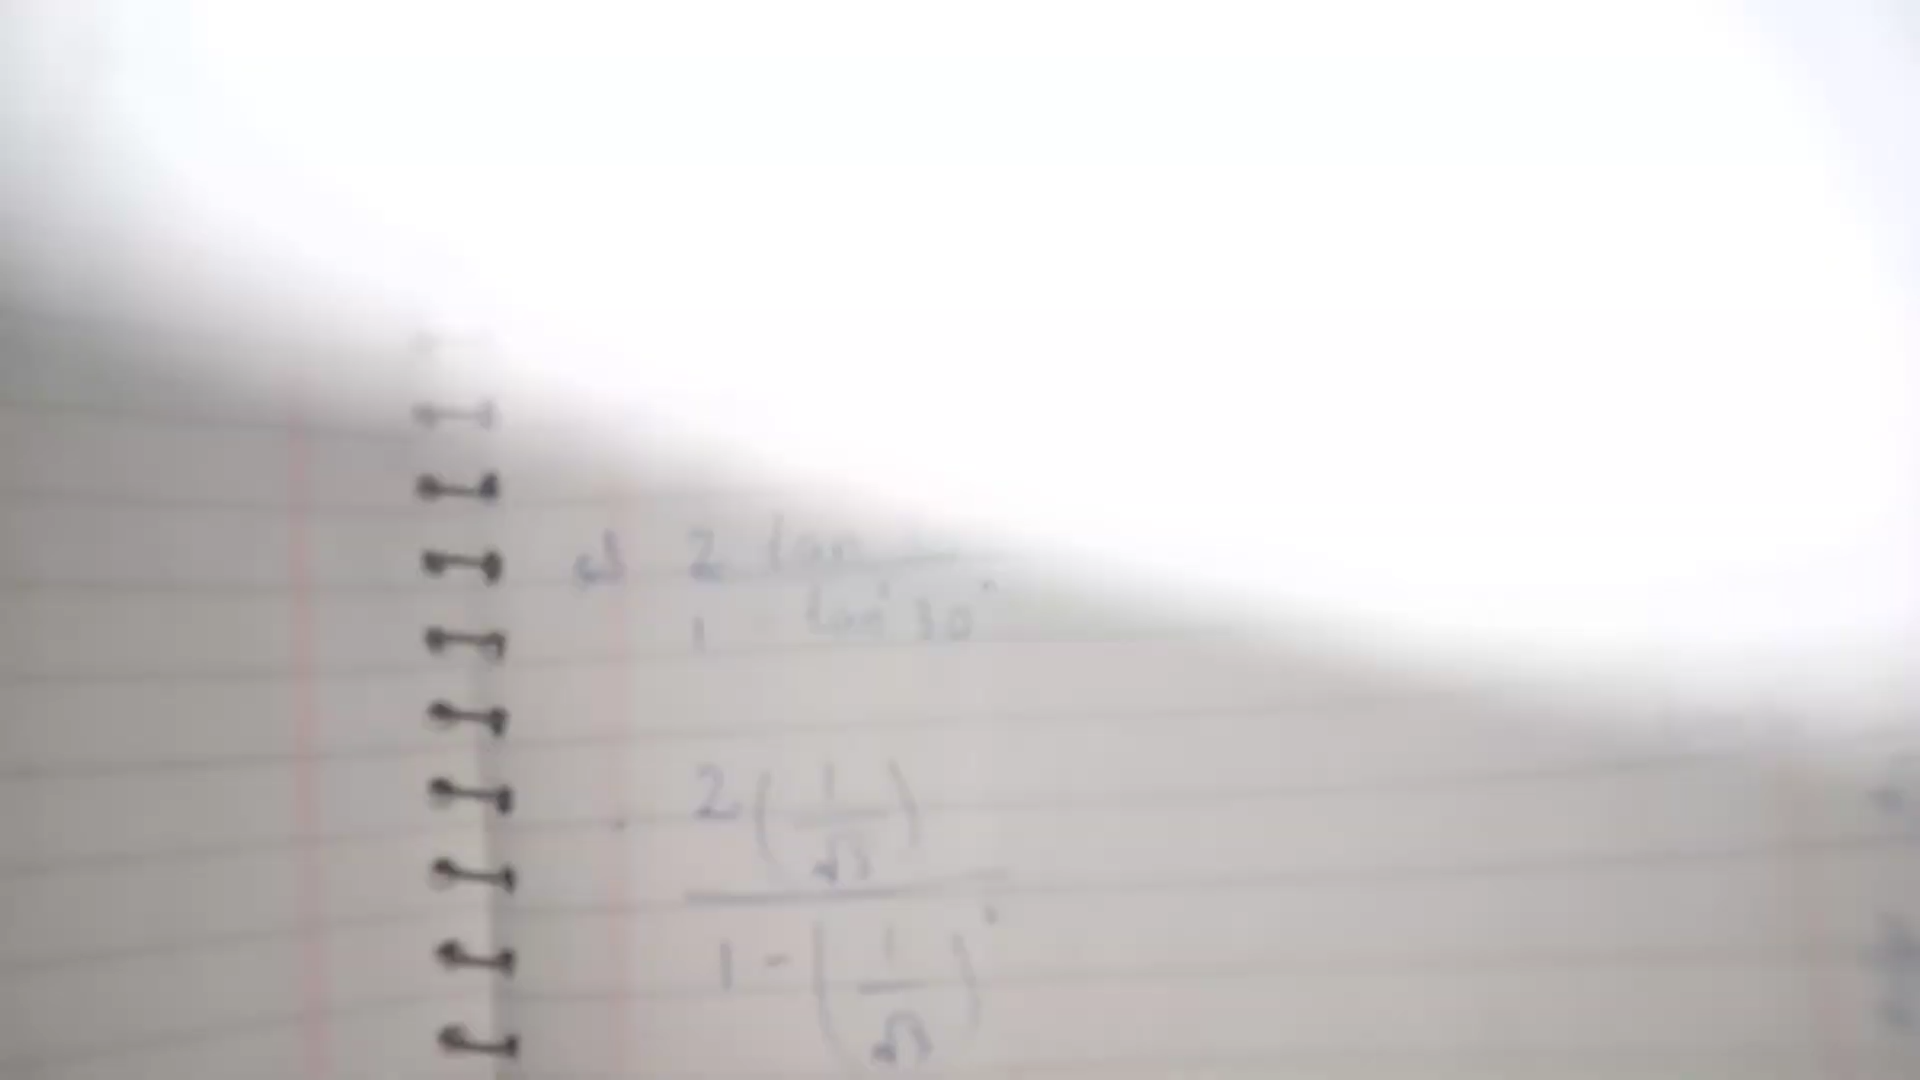 2 tan
1 - tan² 30°
2 (1/√3)
1 - (1/√3)²